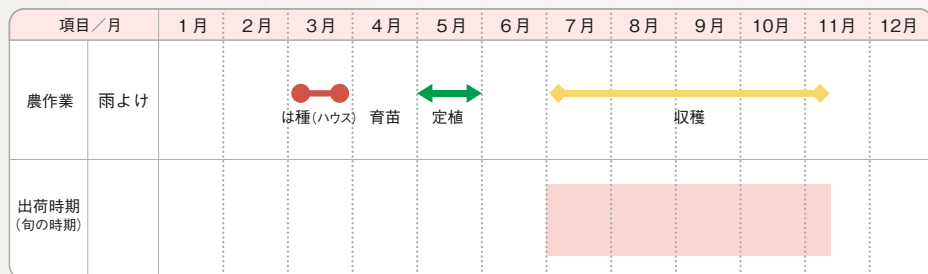 項目／月 1月 2月 3月 4月 5月 6月 7月 8月 9月 10月 11月 12月
農作業 雨よけ
は種(ハウス) 育苗 定植 収穫
出荷時期
(旬の時期)